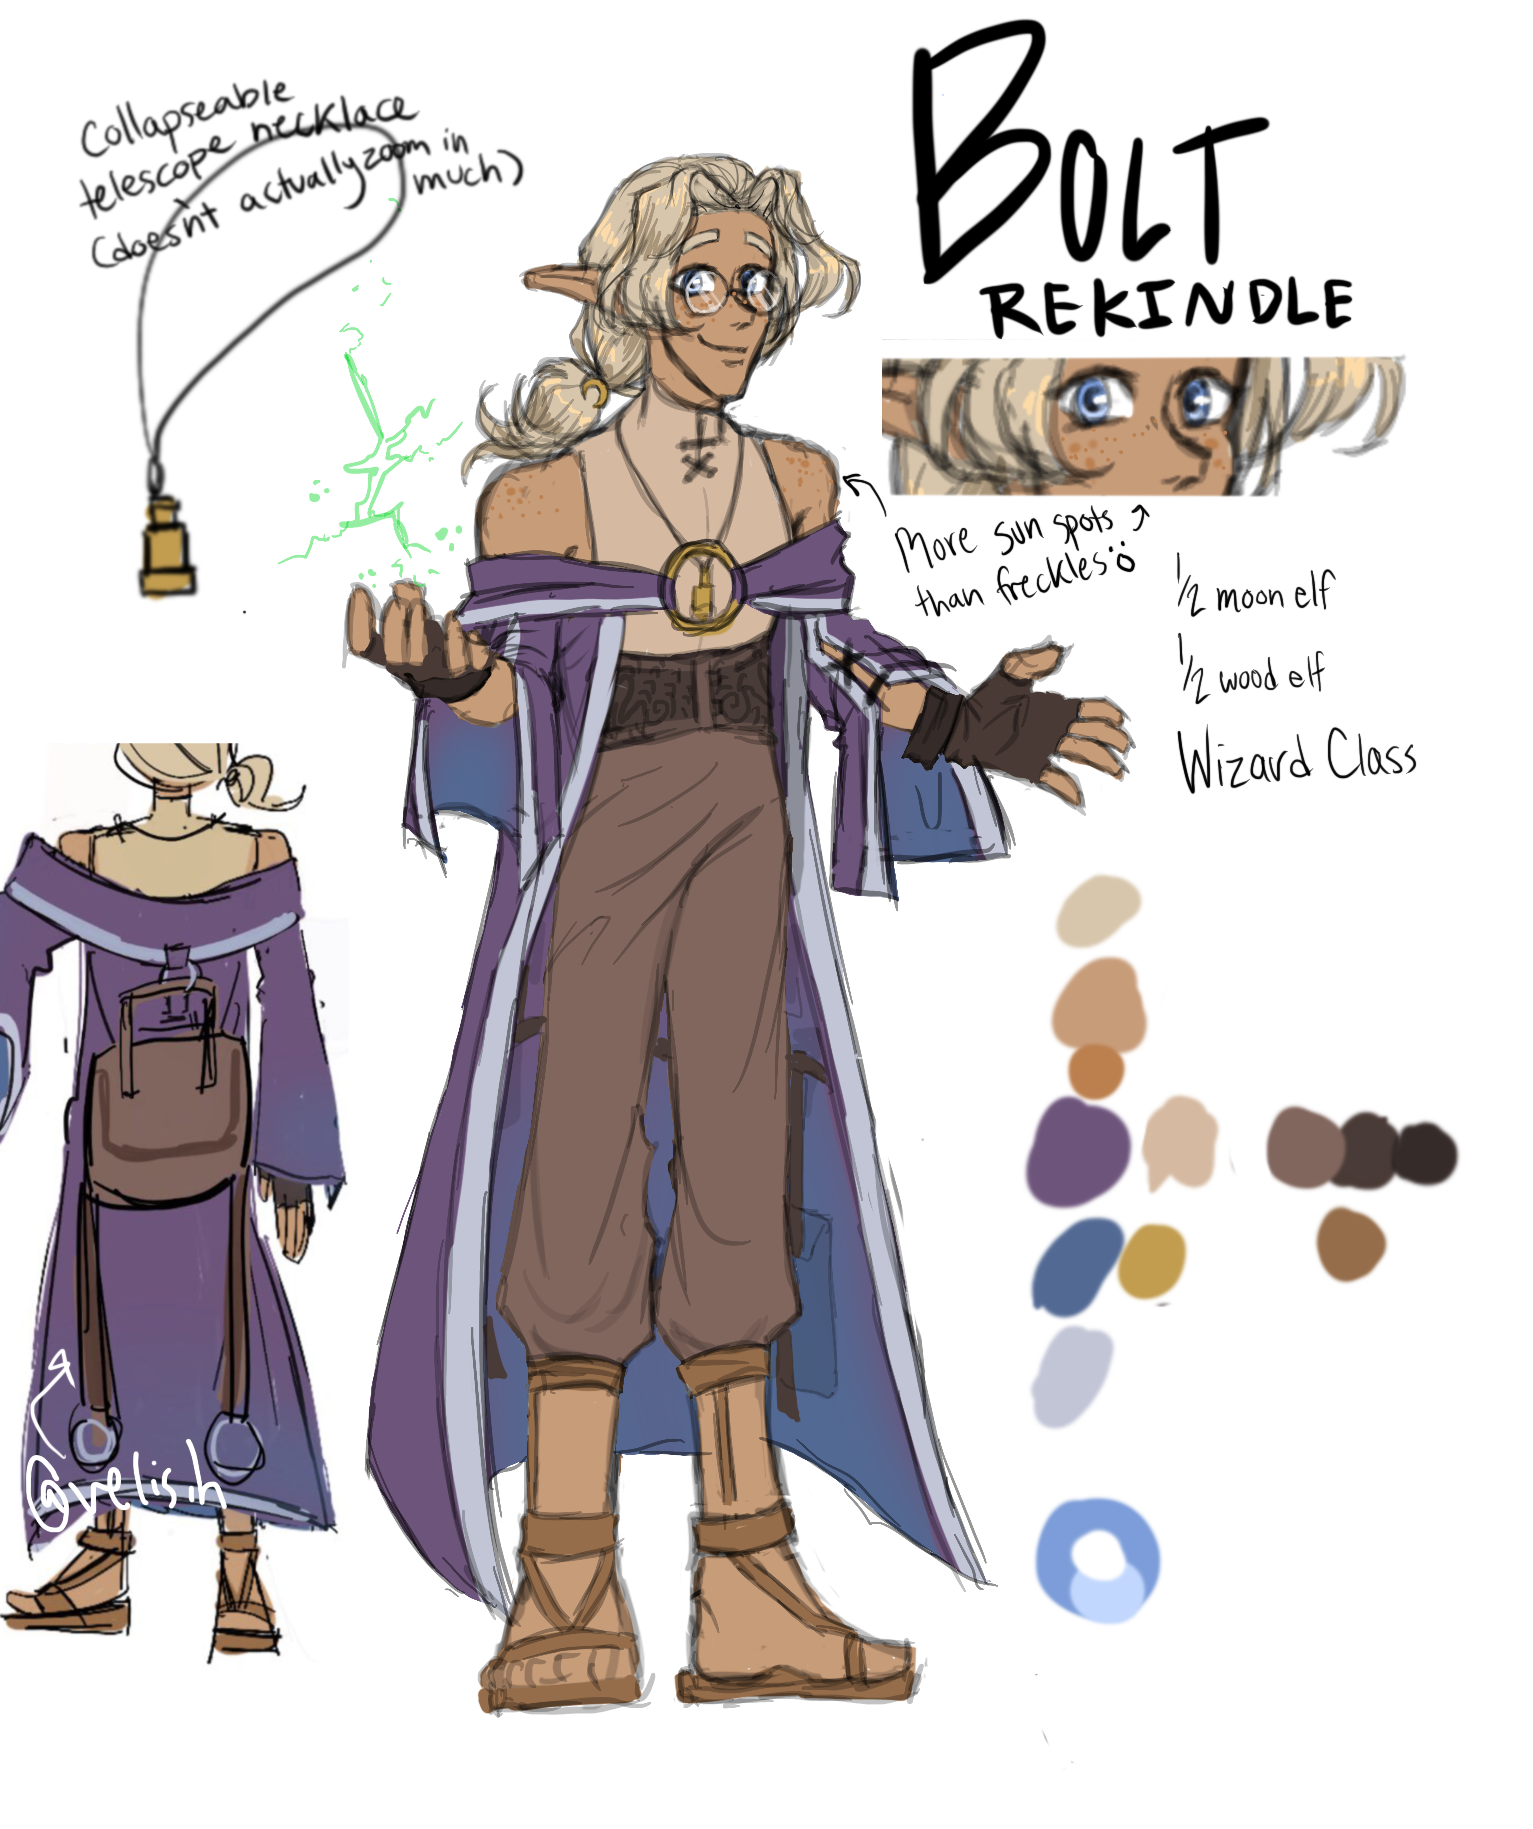 Collapseable
telescope necklace
(doesn't actually zoom in
much)
BOLT
REKINDLE
More sun spots
than freckles
1/2 moon elf
1/2 wood elf
Wizard Class
@velis.h